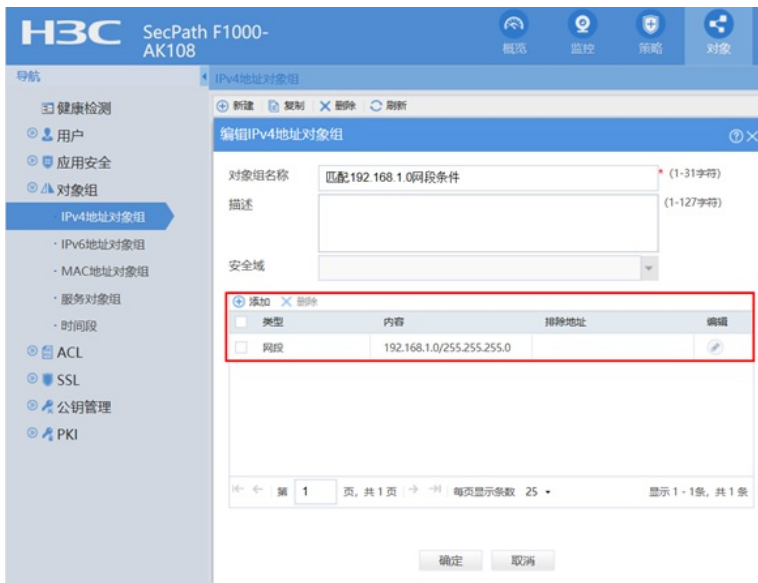 H3C SecPath F1000-AK108
概览 监控 策略 对象
导航
IPv4地址对象组
健康检测
用户
应用安全
对象组
IPv4地址对象组
IPv6地址对象组
MAC地址对象组
服务对象组
时间段
ACL
SSL
公钥管理
PKI
新建 复制 删除 刷新
编辑IPv4地址对象组
对象组名称 匹配192.168.1.0网段条件 * (1-31字符)
描述 (1-127字符)
安全域
添加 删除
类型 内容 排除地址 编辑
网段 192.168.1.0/255.255.255.0
第 1 页，共 1 页 每页显示条数 25 显示 1 - 1条，共 1 条
确定 取消